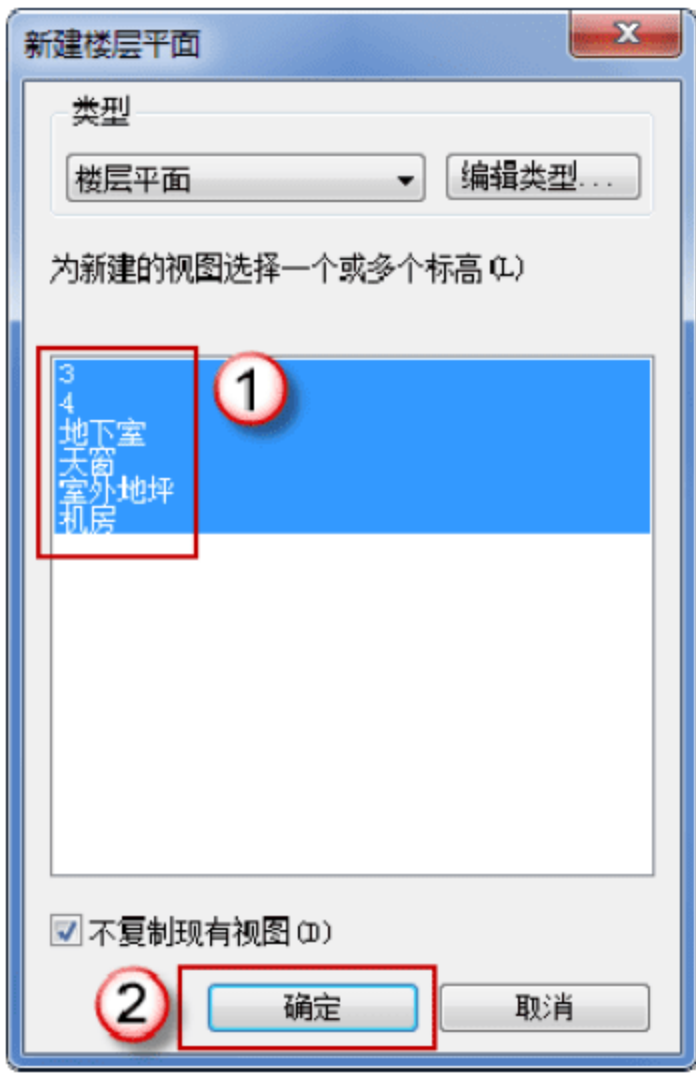 新建楼层平面
x
类型
楼层平面
编辑类型...
为新建的视图选择一个或多个标高(L)
3
4
地下室
天窗
室外地坪
机房
1
不复制现有视图(D)
2
确定
取消